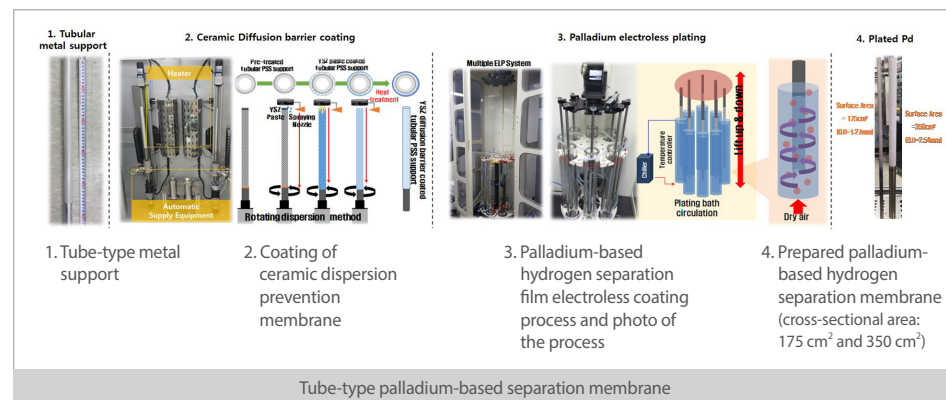 1. Tubular
metal support
2. Ceramic Diffusion barrier coating
3. Palladium electroless plating
4. Plated Pd
Heater
Automatic
Supply Equipment
Pre-treated
tubular PSS support
YSZ paste coated
tubular PSS support
Heat
treatment
YSZ
Paste
Spraying
Nozzle
Rotating dispersion method
YSZ diffusion barrier coated
tubular PSS support
Multiple ELP System
Temperature
controller
Chiller
Lift up & down
Plating bath
circulation
Dry air
Surface Area
= 175cm²
Surface Area
=350cm²
1. Tube-type metal
support
2. Coating of
ceramic dispersion
prevention
membrane
3. Palladium-based
hydrogen separation
film electroless coating
process and photo of
the process
4. Prepared palladium-
based hydrogen
separation membrane
(cross-sectional area:
175 cm² and 350 cm²)
Tube-type palladium-based separation membrane